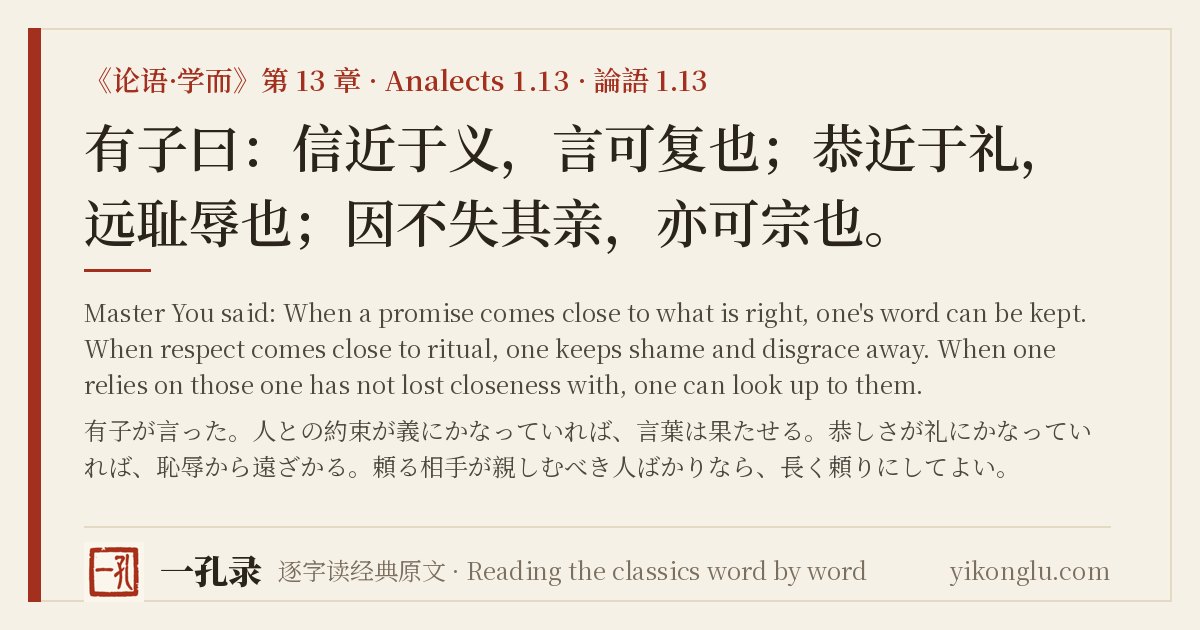 《论语·学而》第 13 章 · Analects 1.13 · 論語 1.13
有子曰：信近于义，言可复也；恭近于礼，
远耻辱也；因不失其亲，亦可宗也。
Master You said: When a promise comes close to what is right, one's word can be kept.
When respect comes close to ritual, one keeps shame and disgrace away. When one
relies on those one has not lost closeness with, one can look up to them.
有子が言った。人との約束が義にかなっていれば、言葉は果たせる。恭しさが礼にかなってい
れば、恥辱から遠ざかる。頼る相手が親しむべき人ばかりなら、長く頼りにしてよい。
一孔 一孔录 逐字读经典原文 · Reading the classics word by word yikonglu.com